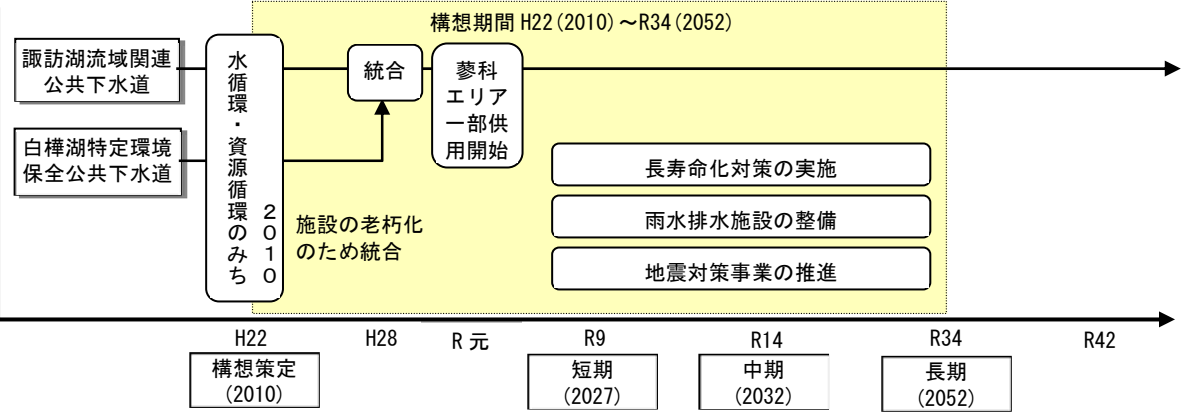 構想期間 H22(2010)～R34(2052)
諏訪湖流域関連
公共下水道
白樺湖特定環境
保全公共下水道
水循環・資源循環のみち
２０１０
統合
蓼科
エリア
一部供
用開始
施設の老朽化
のため統合
長寿命化対策の実施
雨水排水施設の整備
地震対策事業の推進
H22
H28
R 元
R9
R14
R34
R42
構想策定
(2010)
短期
(2027)
中期
(2032)
長期
(2052)